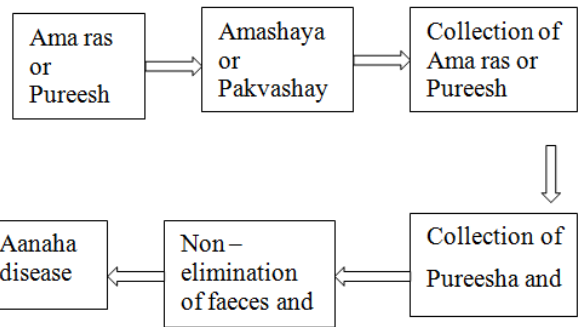 Ama ras
or
Pureesh
Amashaya
or
Pakvashay
Collection of
Ama ras or
Pureesh
Collection of
Pureesha and
Non –
elimination
of faeces and
Aanaha
disease